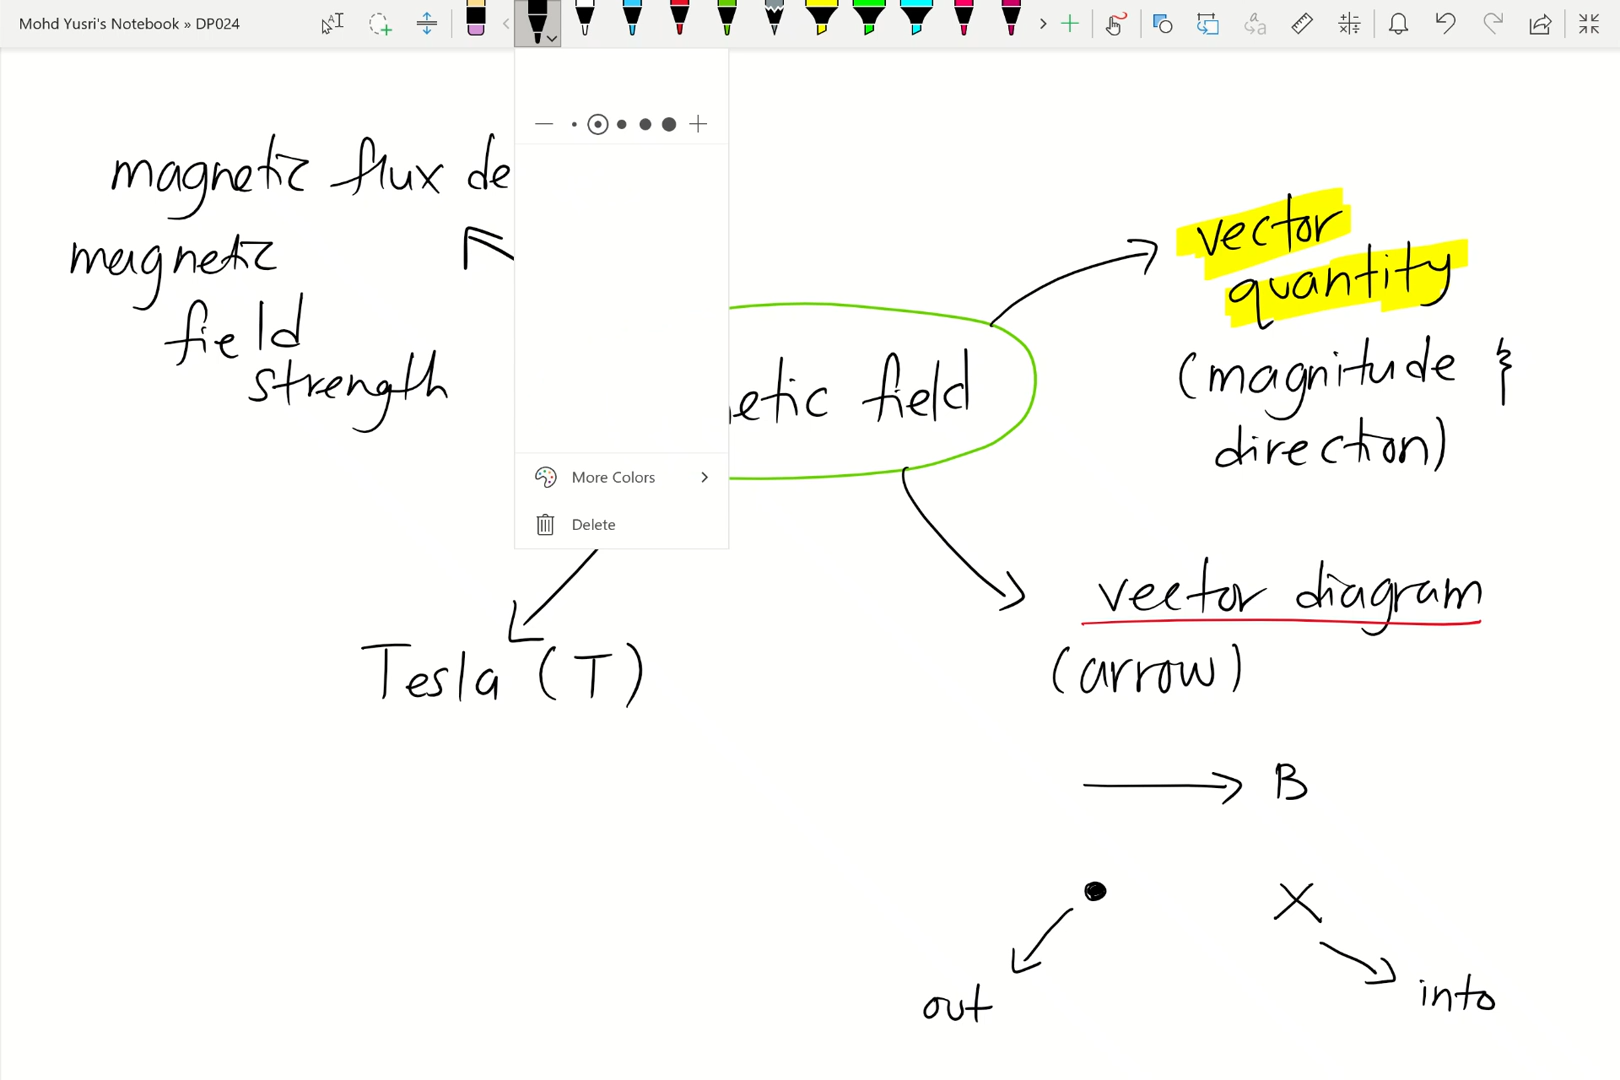 Mohd Yusri's Notebook » DP024
magnetic flux de
magnetic
field
strength
etic field
vector
quantity
(magnitude &
direction)
More Colors
Delete
Tesla (T)
vector diagram
(arrow)
B
X
out
into